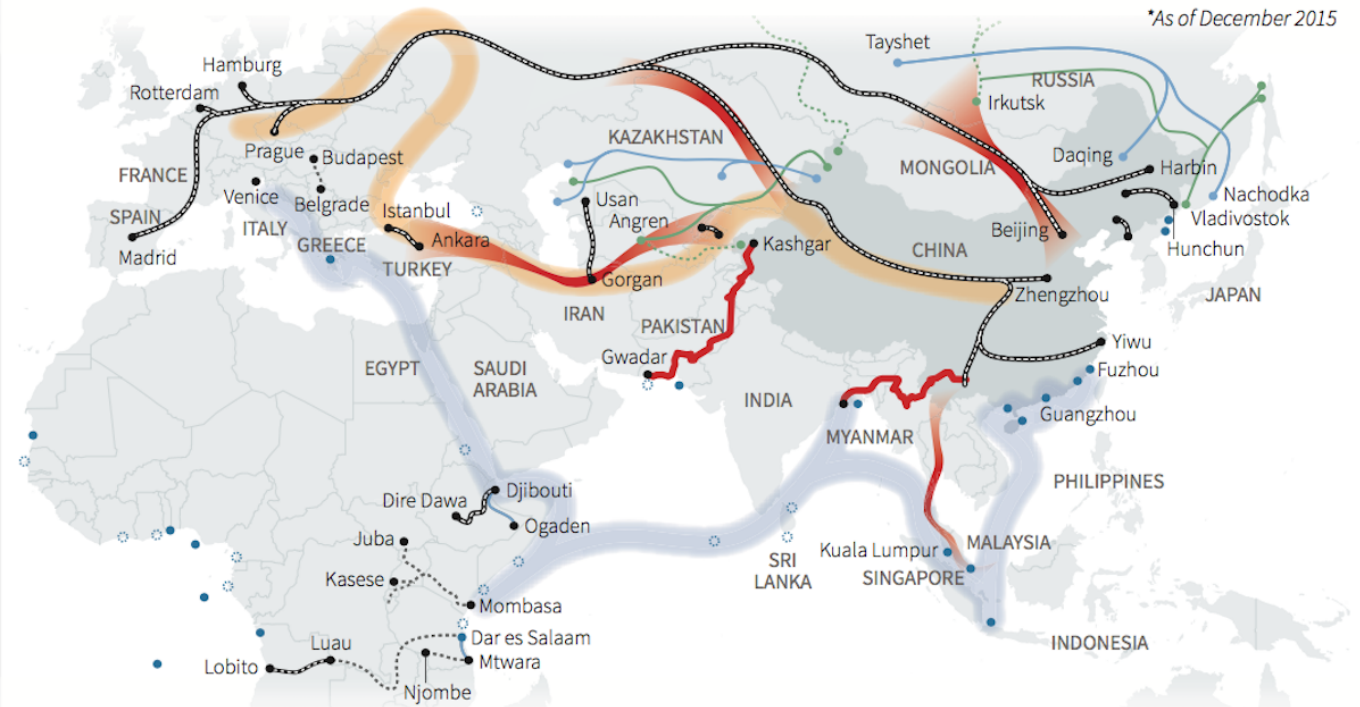 *As of December 2015
Tayshet
Hamburg
Rotterdam
RUSSIA
Irkutsk
KAZAKHSTAN
Prague
Budapest
Daqing
Harbin
FRANCE
MONGOLIA
Venice
Belgrade
Usan
Nachodka
SPAIN
ITALY
Istanbul
Angren
Vladivostok
Madrid
GREECE
Ankara
Kashgar
Beijing
CHINA
Hunchun
TURKEY
Gorgan
Zhengzhou
JAPAN
IRAN
PAKISTAN
Yiwu
Gwadar
EGYPT
SAUDI
ARABIA
Fuzhou
INDIA
Guangzhou
MYANMAR
PHILIPPINES
Dire Dawa
Djibouti
Ogaden
Juba
Kuala Lumpur
MALAYSIA
SRI
LANKA
SINGAPORE
Kasese
Mombasa
Dar es Salaam
Luau
INDONESIA
Lobito
Mtwara
Njombe